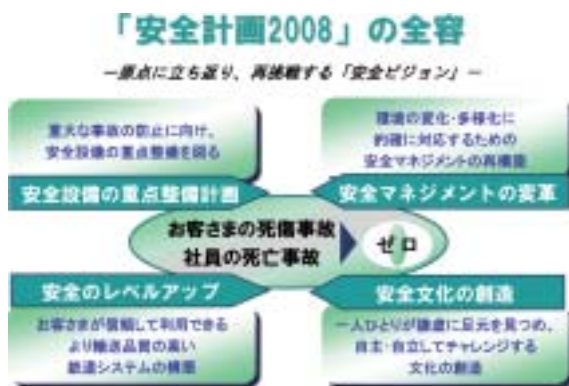 「安全計画2008」の全容
－原点に立ち返り、再挑戦する「安全ビジョン」－
重大な事故の防止に向け、
安全設備の重点整備を図る
安全設備の重点整備計画
環境の変化・多様化に
的確に対応するための
安全マネジメントの再構築
安全マネジメントの変革
お客さまの死傷事故
社員の死亡事故
ゼロ
安全のレベルアップ
お客さまが信頼して利用できる
より輸送品質の高い
鉄道システムの構築
安全文化の創造
一人ひとりが謙虚に足元を見つめ、
自主・自立してチャレンジする
文化の創造